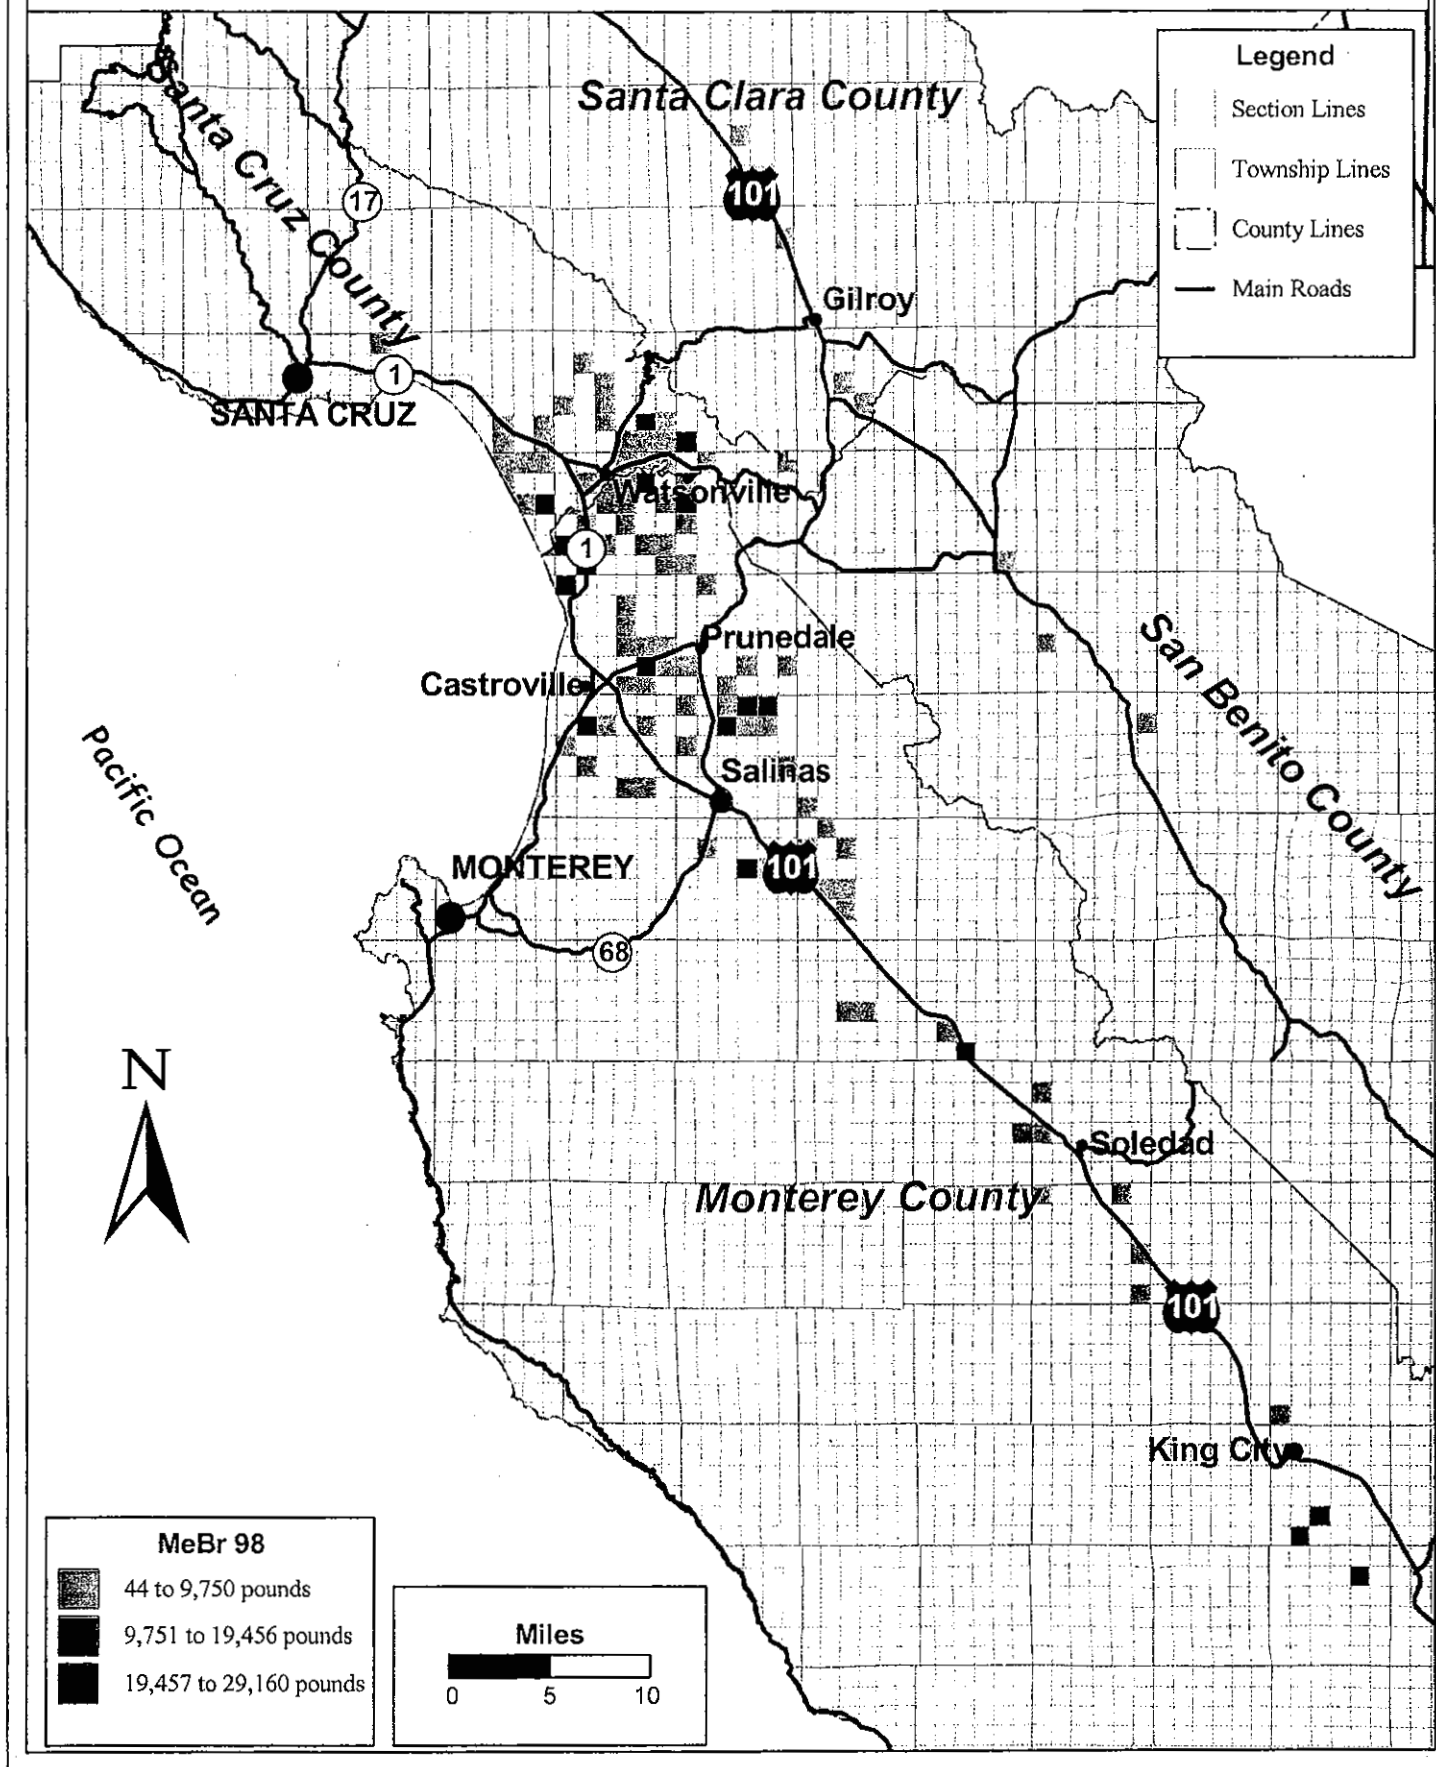 Legend
Section Lines
Township Lines
County Lines
Main Roads
Santa Clara County
Santa Cruz County
17
101
Gilroy
1
SANTA CRUZ
Watsonville
1
Prunedale
Castroville
San Benito County
Pacific Ocean
Salinas
MONTEREY
101
68
N
Soledad
Monterey County
101
King City
MeBr 98
44 to 9,750 pounds
9,751 to 19,456 pounds
19,457 to 29,160 pounds
Miles
0 5 10